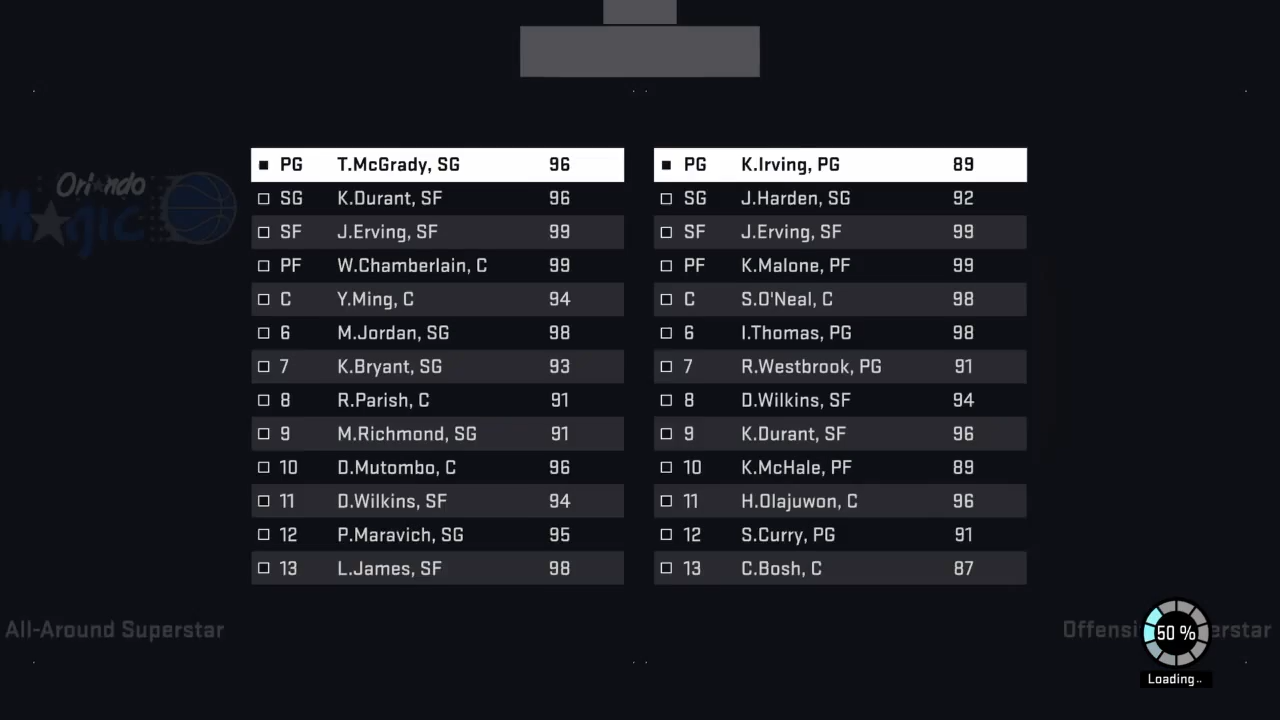 Orlando
Magic
PG T.McGrady, SG 96
SG K.Durant, SF 96
SF J.Erving, SF 99
PF W.Chamberlain, C 99
C Y.Ming, C 94
6 M.Jordan, SG 98
7 K.Bryant, SG 93
8 R.Parish, C 91
9 M.Richmond, SG 91
10 D.Mutombo, C 96
11 D.Wilkins, SF 94
12 P.Maravich, SG 95
13 L.James, SF 98
PG K.Irving, PG 89
SG J.Harden, SG 92
SF J.Erving, SF 99
PF K.Malone, PF 99
C S.O'Neal, C 98
6 I.Thomas, PG 98
7 R.Westbrook, PG 91
8 D.Wilkins, SF 94
9 K.Durant, SF 96
10 K.McHale, PF 89
11 H.Olajuwon, C 96
12 S.Curry, PG 91
13 C.Bosh, C 87
All-Around Superstar
50 %
Loading..